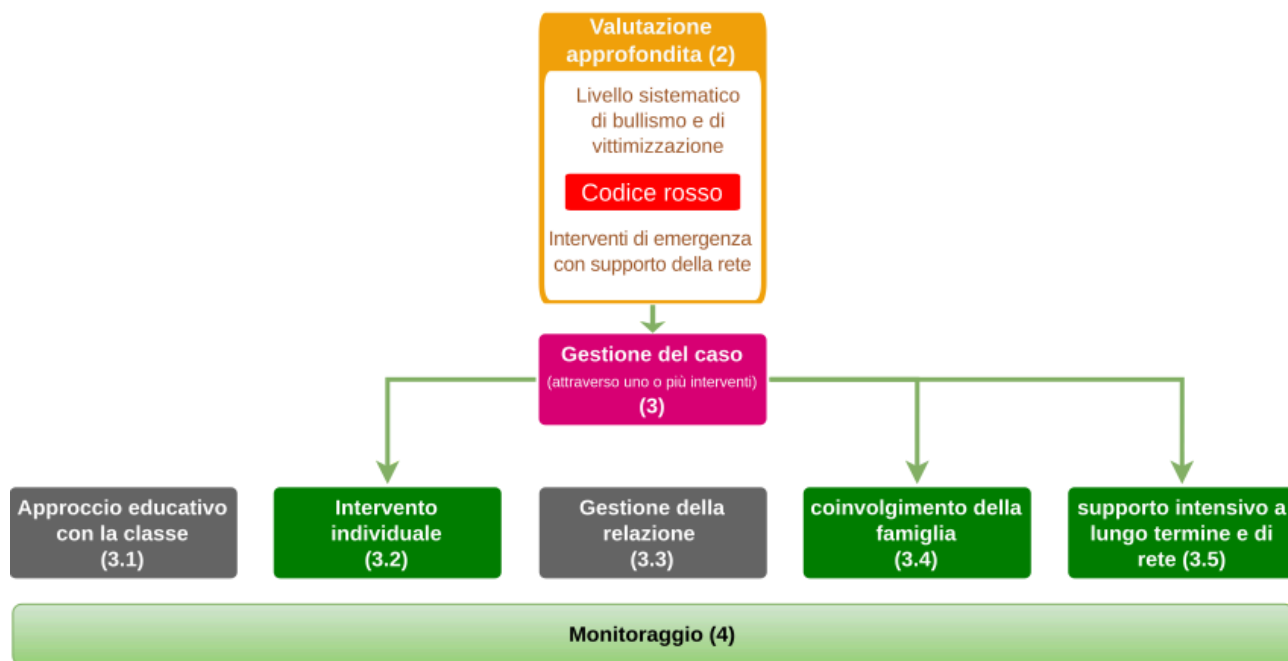 Valutazione
approfondita (2)
Livello sistematico
di bullismo e di
vittimizzazione
Codice rosso
Interventi di emergenza
con supporto della rete
Gestione del caso
(attraverso uno o più interventi)
(3)
Approccio educativo
con la classe
(3.1)
Intervento
individuale
(3.2)
Gestione della
relazione
(3.3)
coinvolgimento della
famiglia
(3.4)
supporto intensivo a
lungo termine e di
rete (3.5)
Monitoraggio (4)